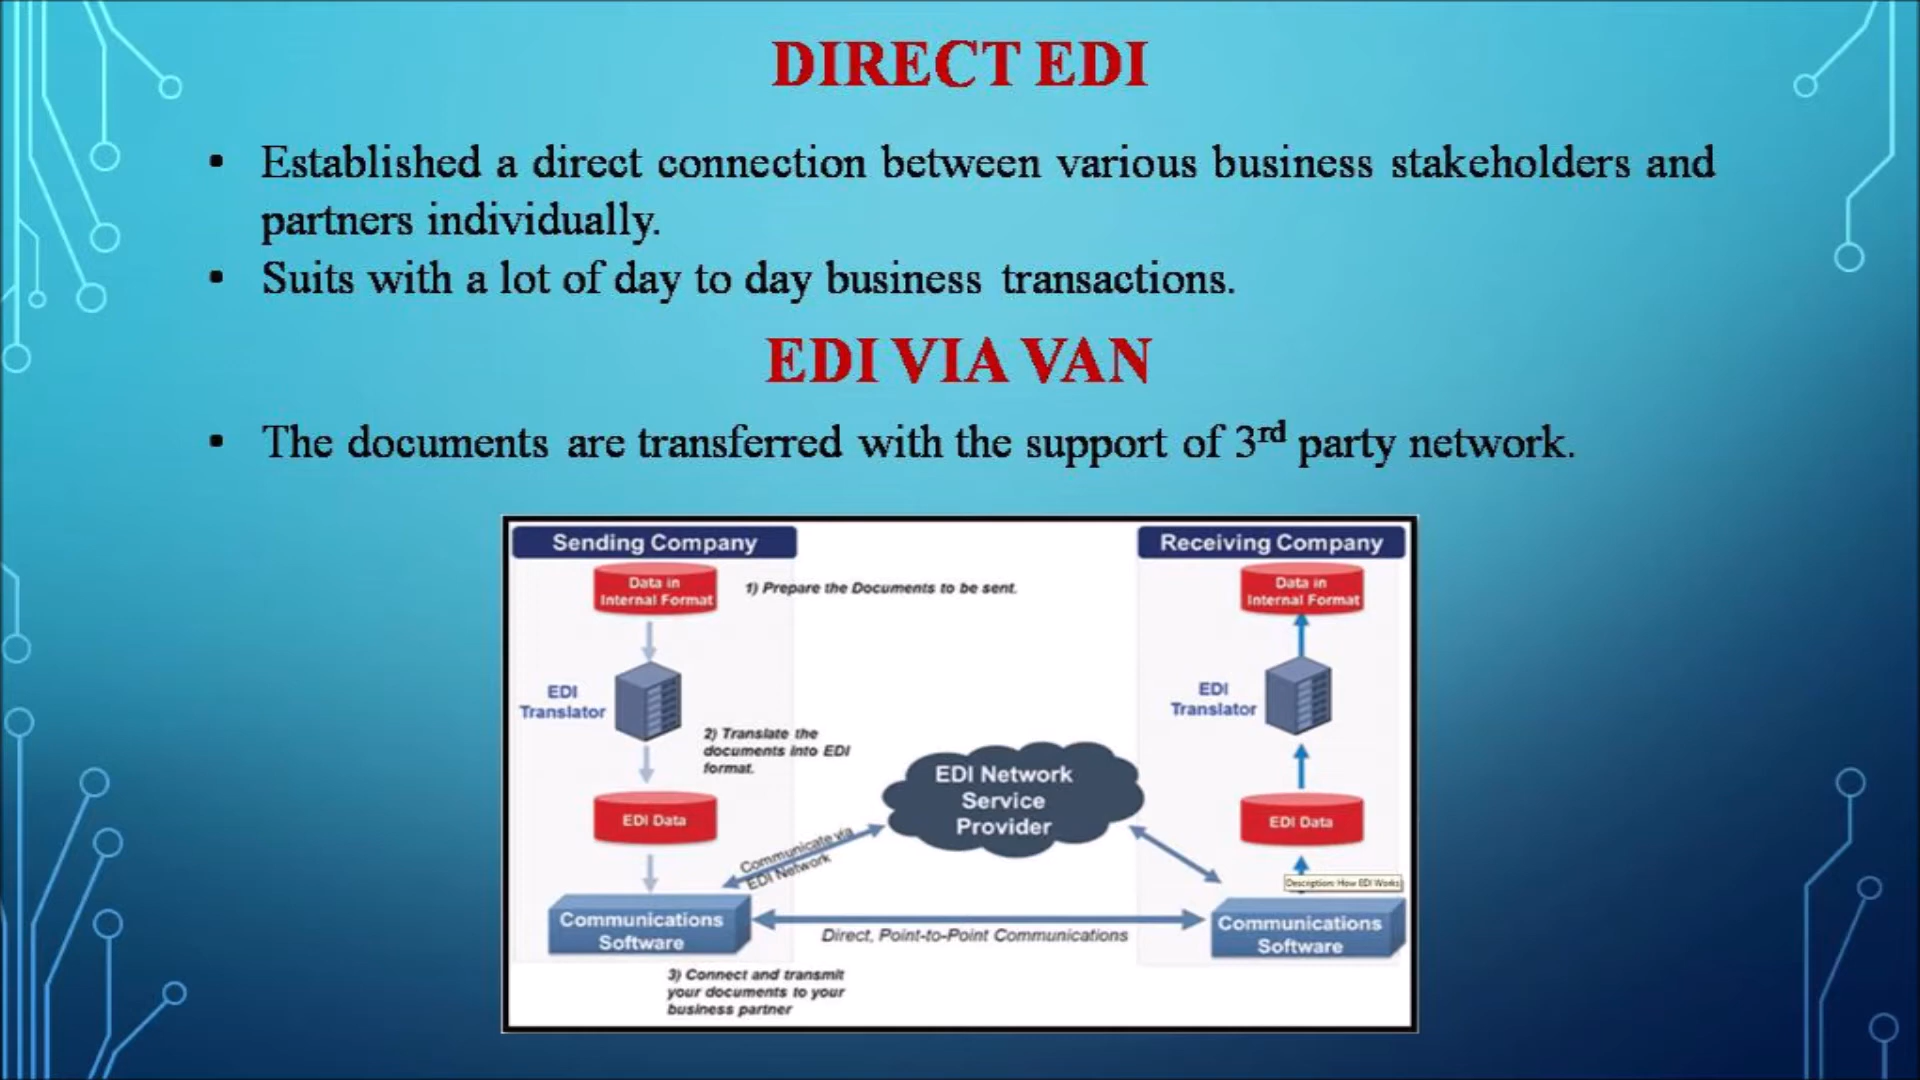 DIRECT EDI
• Established a direct connection between various business stakeholders and
partners individually.
• Suits with a lot of day to day business transactions.
EDI VIA VAN
• The documents are transferred with the support of 3rd party network.
Sending Company
Data in
Internal Format
1) Prepare the Documents to be sent.
EDI
Translator
2) Translate the
documents into EDI
format.
EDI Data
Communicate via
EDI Network
Communications
Software
3) Connect and transmit
your documents to your
business partner
EDI Network
Service
Provider
Direct, Point-to-Point Communications
Receiving Company
Data in
Internal Format
EDI
Translator
EDI Data
Description: How EDI Works
Communications
Software